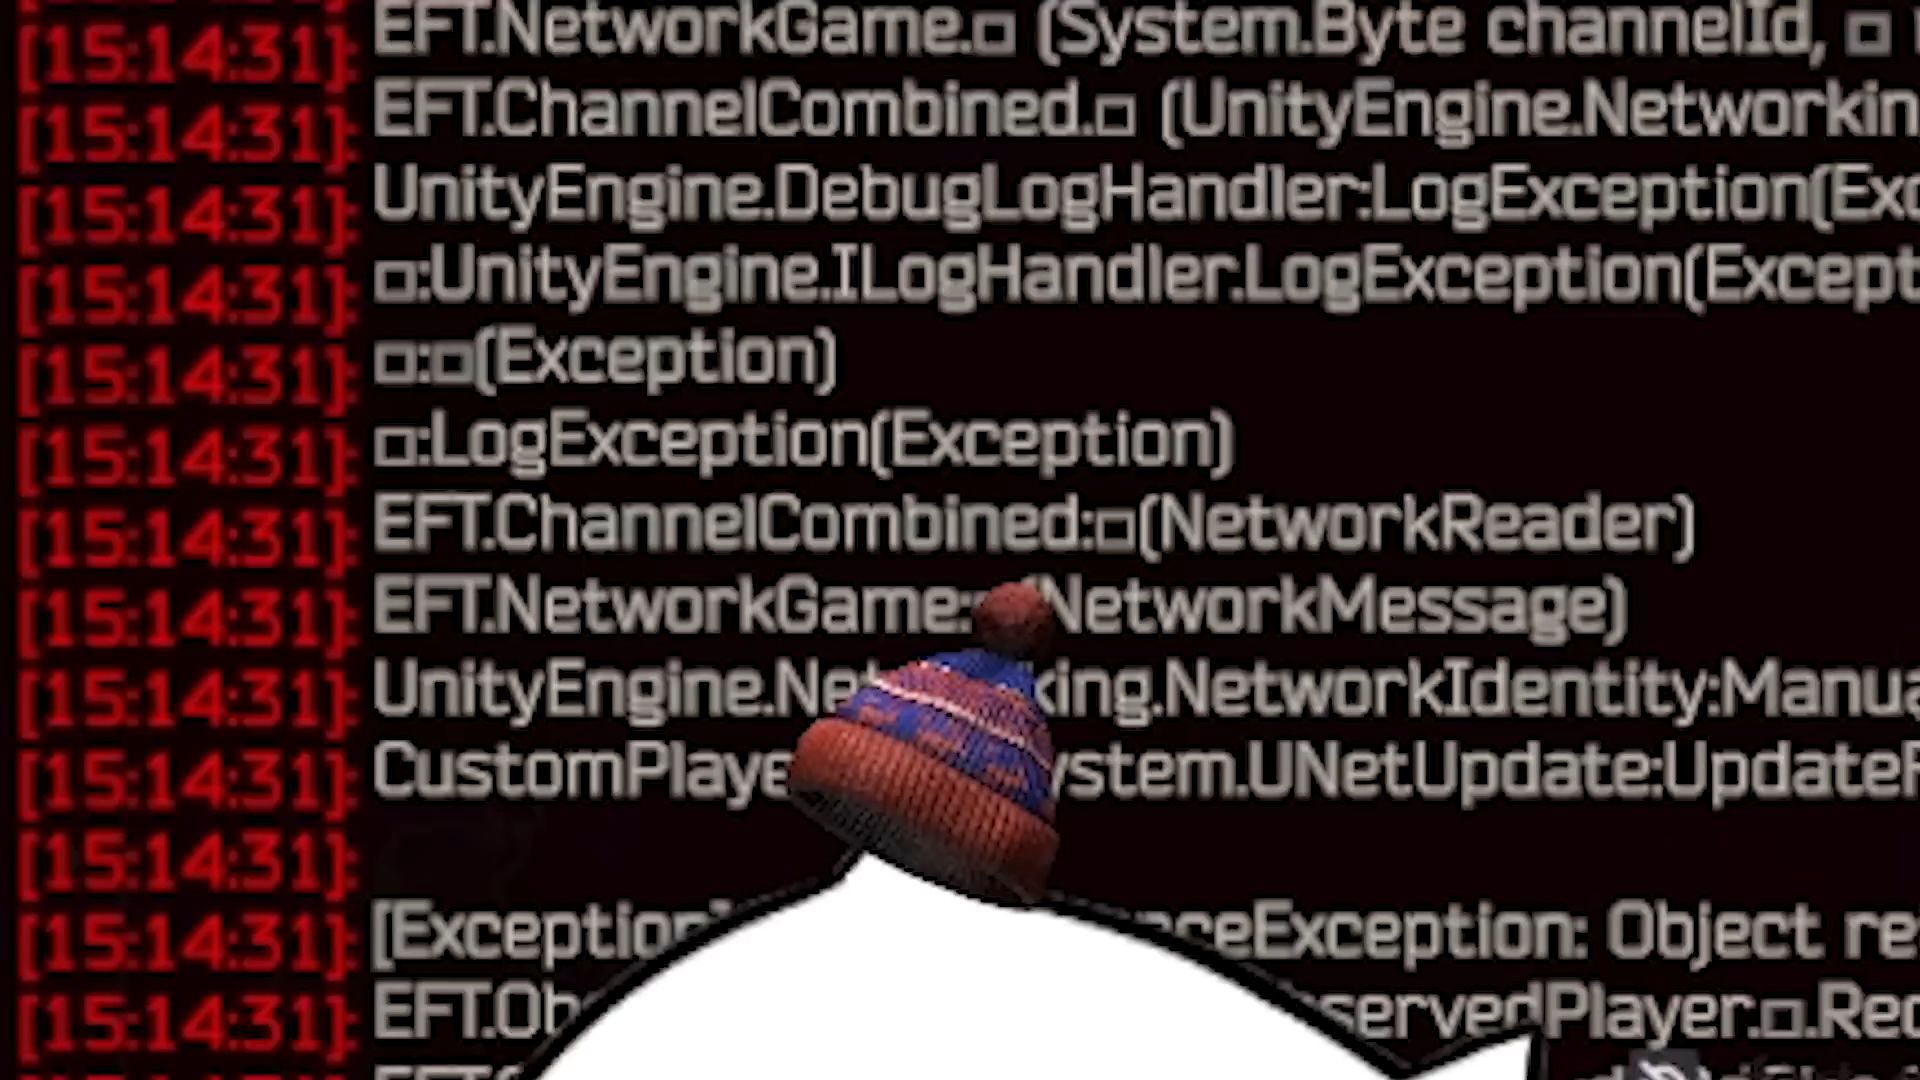 [15:14:31]: EFT.NetworkGame.□ (System.Byte channelId, □
[15:14:31]: EFT.ChannelCombined.□ (UnityEngine.Networkin
[15:14:31]: UnityEngine.DebugLogHandler:LogException(Exc
[15:14:31]: □:UnityEngine.ILogHandler.LogException(Except
[15:14:31]: □:□(Exception)
[15:14:31]: □:LogException(Exception)
[15:14:31]: EFT.ChannelCombined:□(NetworkReader)
[15:14:31]: EFT.NetworkGame: NetworkMessage)
[15:14:31]: UnityEngine.Ne king.NetworkIdentity:Manua
[15:14:31]: CustomPlaye ystem.UNetUpdate:UpdateF
[15:14:31]:
[15:14:31]: [Exception ceException: Object re
[15:14:31]: EFT.Ob servedPlayer.□.Rec